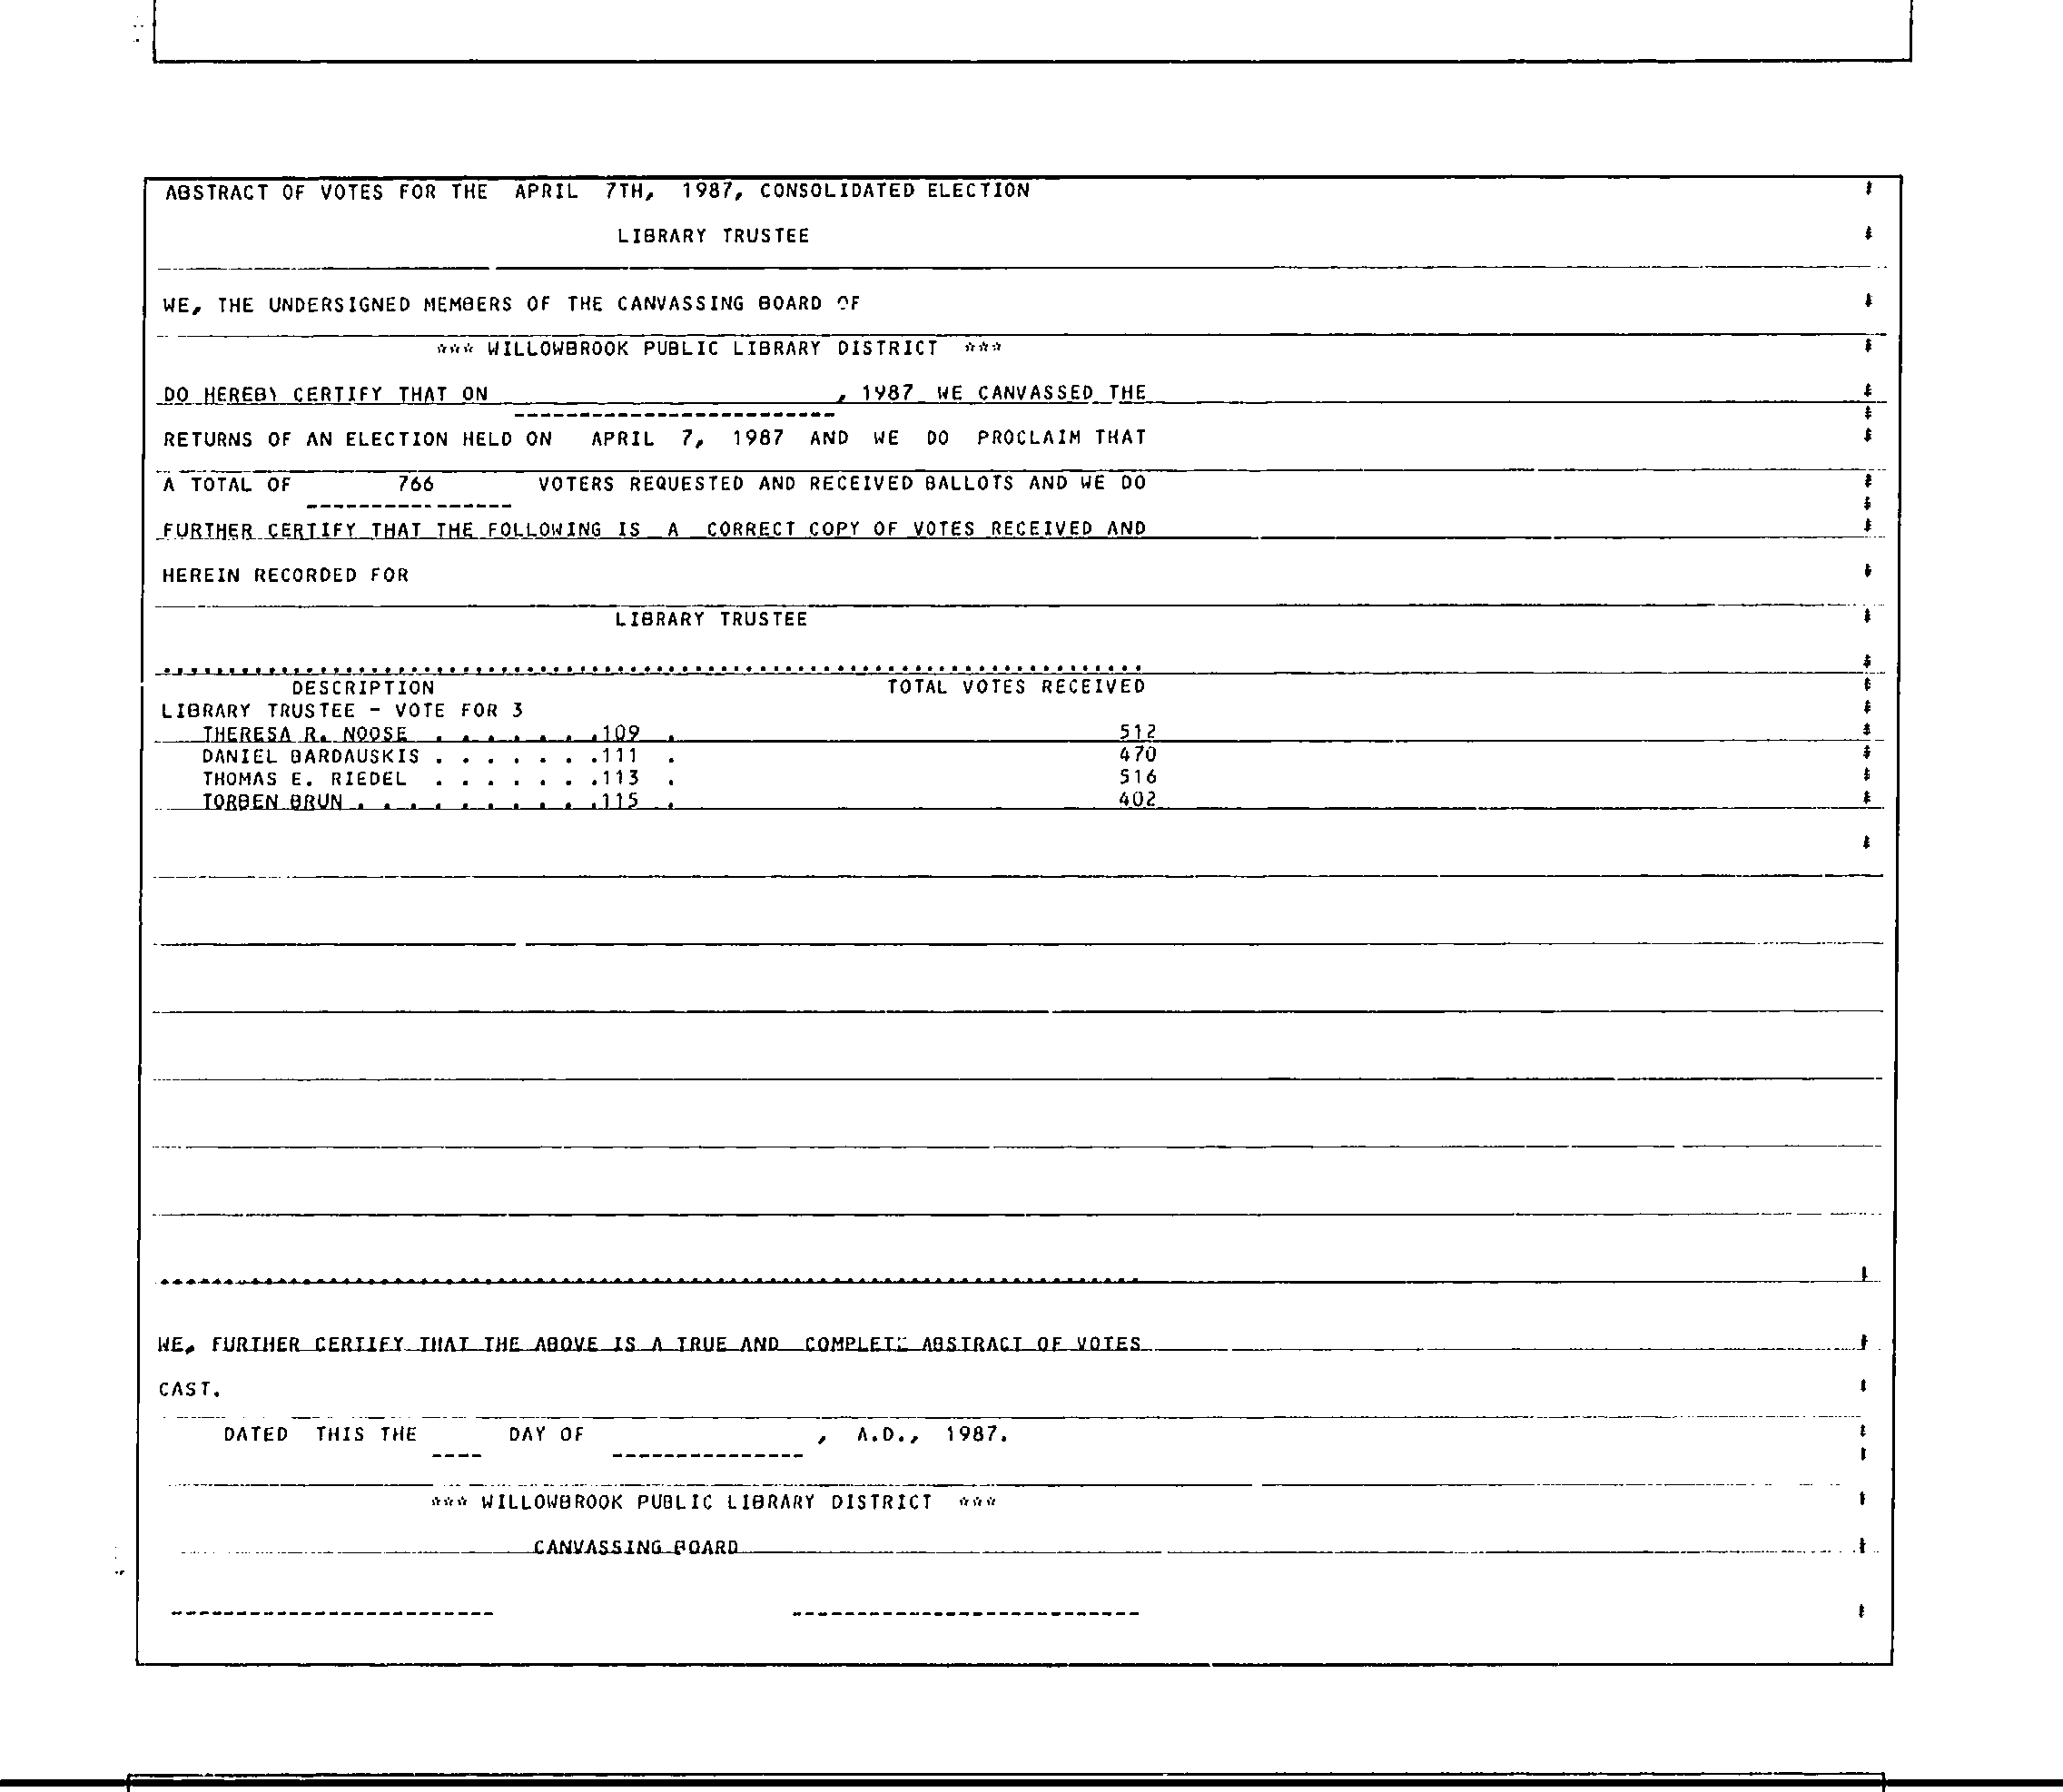 ABSTRACT OF VOTES FOR THE APRIL 7TH, 1987, CONSOLIDATED ELECTION
LIBRARY TRUSTEE
WE, THE UNDERSIGNED MEMBERS OF THE CANVASSING BOARD OF
*** WILLOWBROOK PUBLIC LIBRARY DISTRICT ***
DO HEREBY CERTIFY THAT ON , 1987 WE CANVASSED THE
RETURNS OF AN ELECTION HELD ON APRIL 7, 1987 AND WE DO PROCLAIM THAT
A TOTAL OF 766 VOTERS REQUESTED AND RECEIVED BALLOTS AND WE DO
FURTHER CERTIFY THAT THE FOLLOWING IS A CORRECT COPY OF VOTES RECEIVED AND
HEREIN RECORDED FOR
LIBRARY TRUSTEE
DESCRIPTION TOTAL VOTES RECEIVED
LIBRARY TRUSTEE - VOTE FOR 3
THERESA R. NOOSE . . . . . . .109 . 512
DANIEL BARDAUSKIS . . . . . . .111 . 470
THOMAS E. RIEDEL . . . . . . .113 . 516
TORBEN BRUN . . . . . . . . . .115 . 402
WE, FURTHER CERTIFY THAT THE ABOVE IS A TRUE AND COMPLETE ABSTRACT OF VOTES
CAST.
DATED THIS THE ---- DAY OF --------------- , A.D., 1987.
*** WILLOWBROOK PUBLIC LIBRARY DISTRICT ***
CANVASSING BOARD